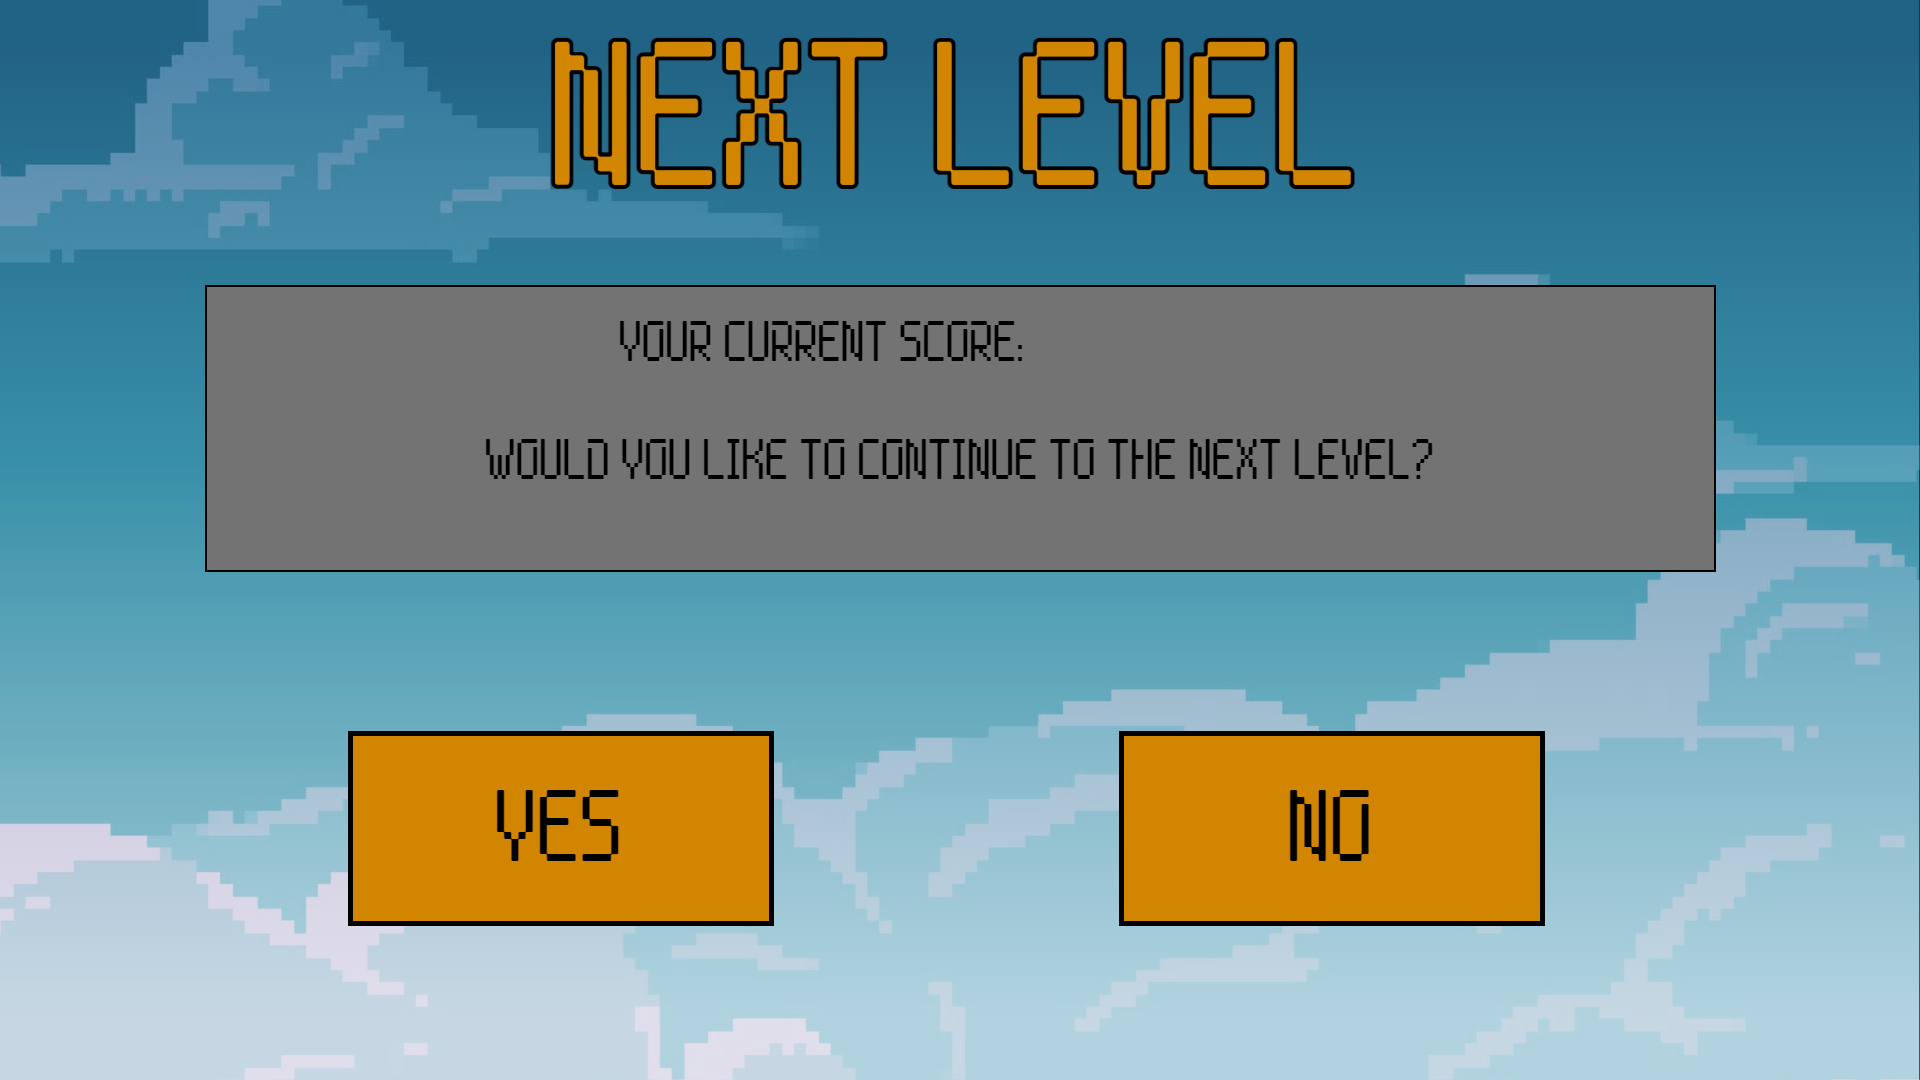 NEXT LEVEL
YOUR CURRENT SCORE:
WOULD YOU LIKE TO CONTINUE TO THE NEXT LEVEL?
YES
NO